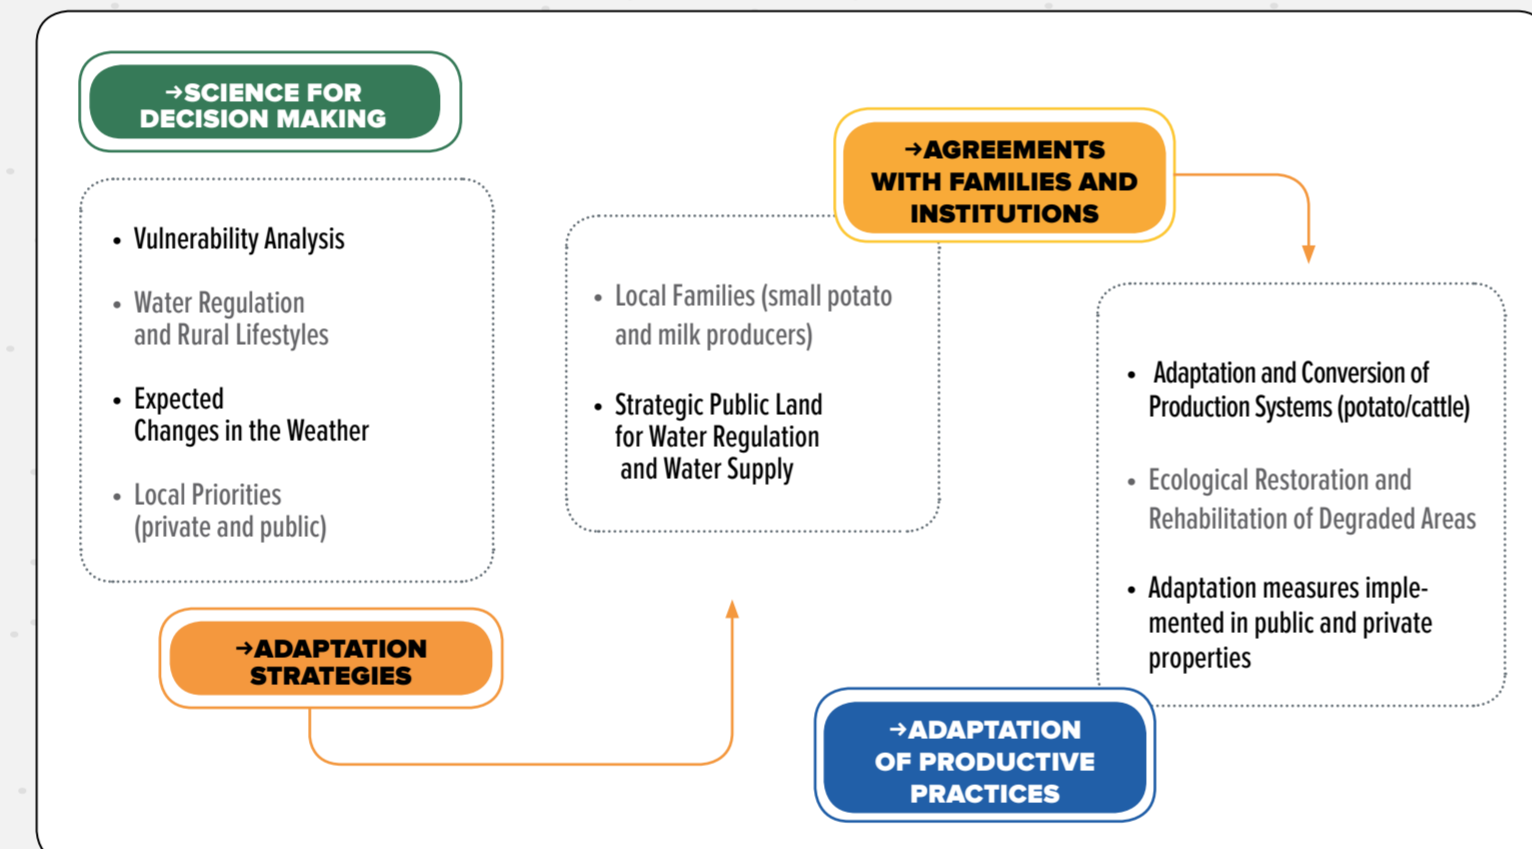 →SCIENCE FOR
DECISION MAKING
• Vulnerability Analysis
• Water Regulation
and Rural Lifestyles
• Expected
Changes in the Weather
• Local Priorities
(private and public)
→ADAPTATION
STRATEGIES
→AGREEMENTS
WITH FAMILIES AND
INSTITUTIONS
• Local Families (small potato
and milk producers)
• Strategic Public Land
for Water Regulation
and Water Supply
• Adaptation and Conversion of
Production Systems (potato/cattle)
• Ecological Restoration and
Rehabilitation of Degraded Areas
• Adaptation measures imple-
mented in public and private
properties
→ADAPTATION
OF PRODUCTIVE
PRACTICES